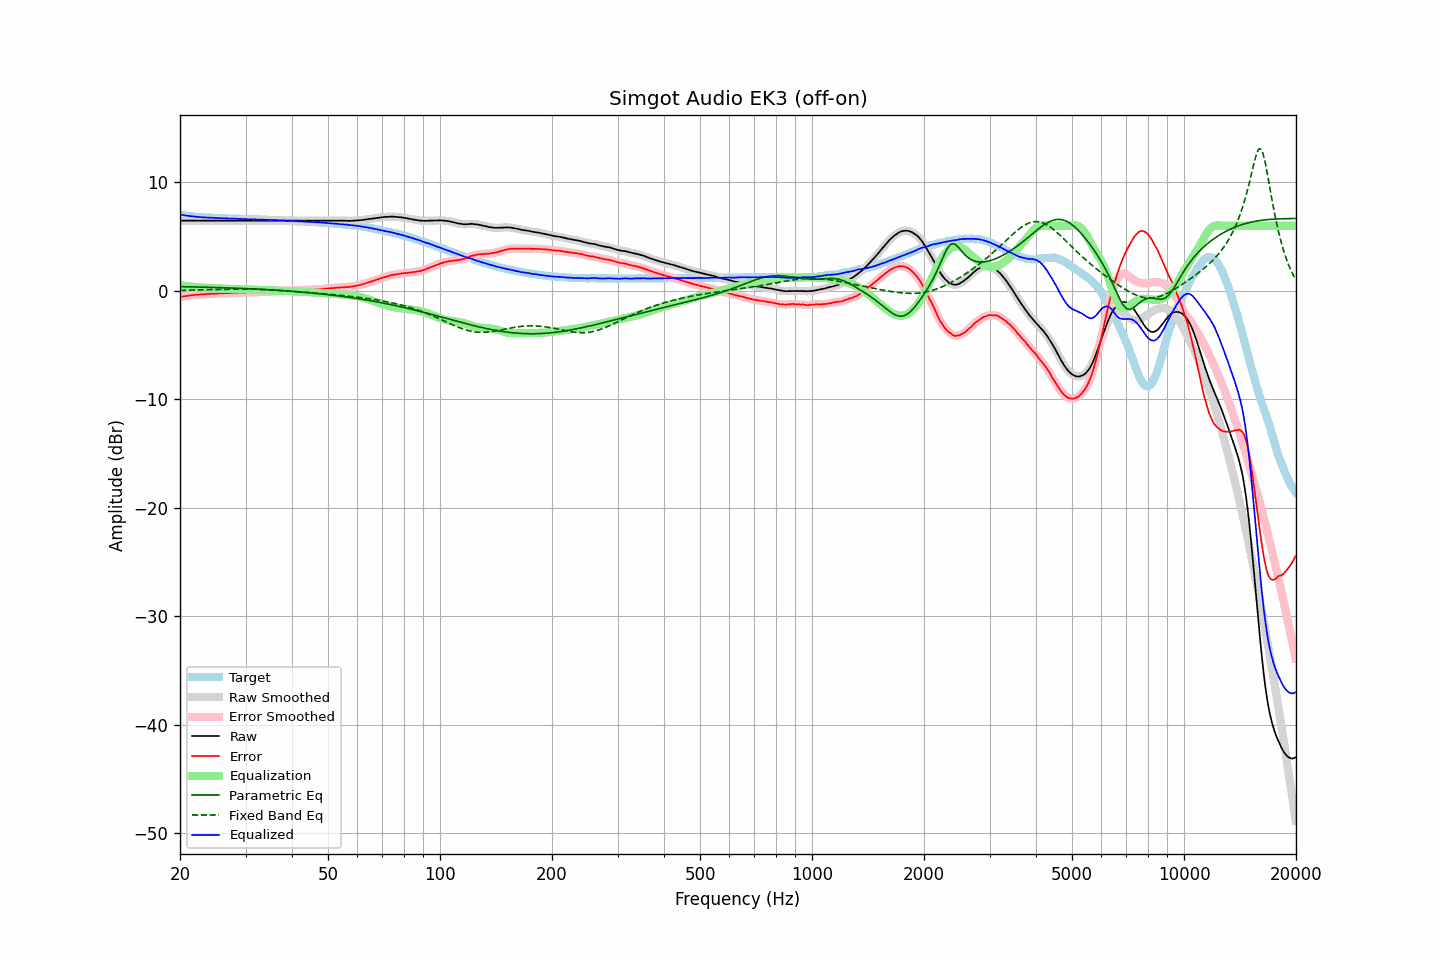 Simgot Audio EK3 (off-on)
Amplitude (dBr)
10
0
−10
−20
−30
−40
−50
Target
Raw Smoothed
Error Smoothed
Raw
Error
Equalization
Parametric Eq
Fixed Band Eq
Equalized
20 50 100 200 500 1000 2000 5000 10000 20000
Frequency (Hz)